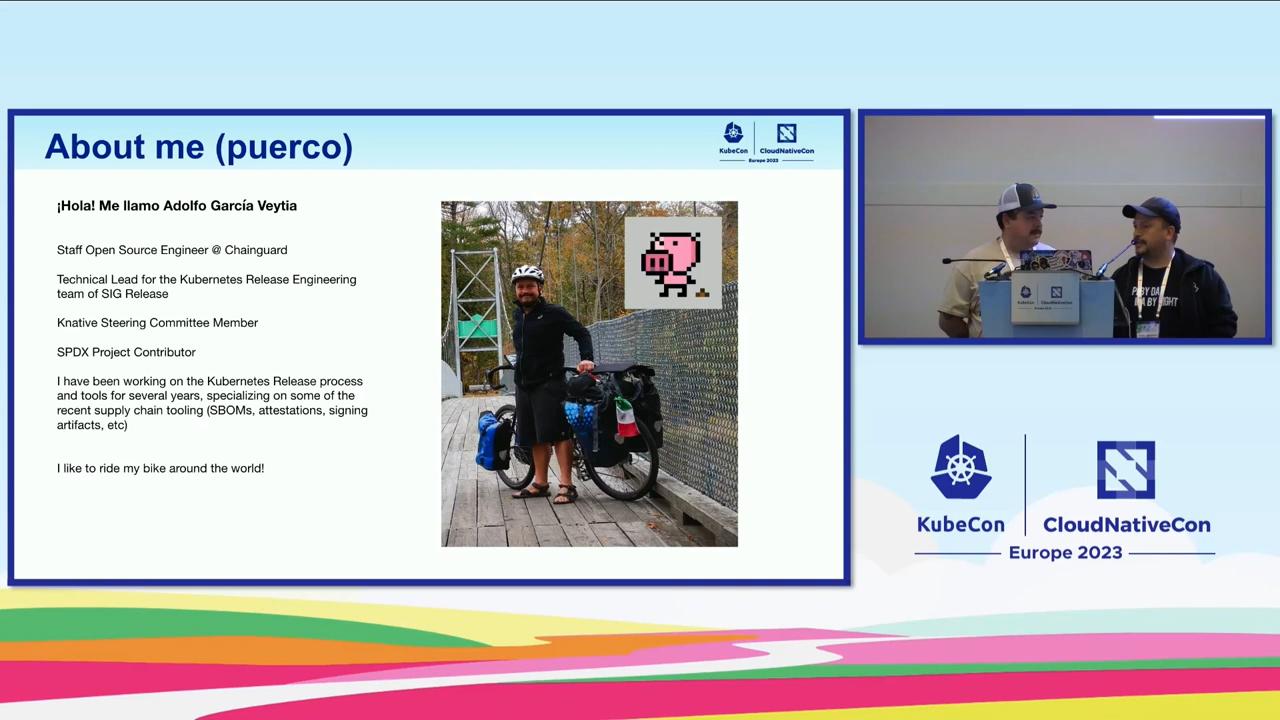 About me (puerco)
KubeCon
CloudNativeCon
Europe 2023
¡Hola! Me llamo Adolfo García Veytia
Staff Open Source Engineer @ Chainguard
Technical Lead for the Kubernetes Release Engineering
team of SIG Release
Knative Steering Committee Member
SPDX Project Contributor
I have been working on the Kubernetes Release process
and tools for several years, specializing on some of the
recent supply chain tooling (SBOMs, attestations, signing
artifacts, etc)
I like to ride my bike around the world!
KubeCon
CloudNativeCon
Europe 2023